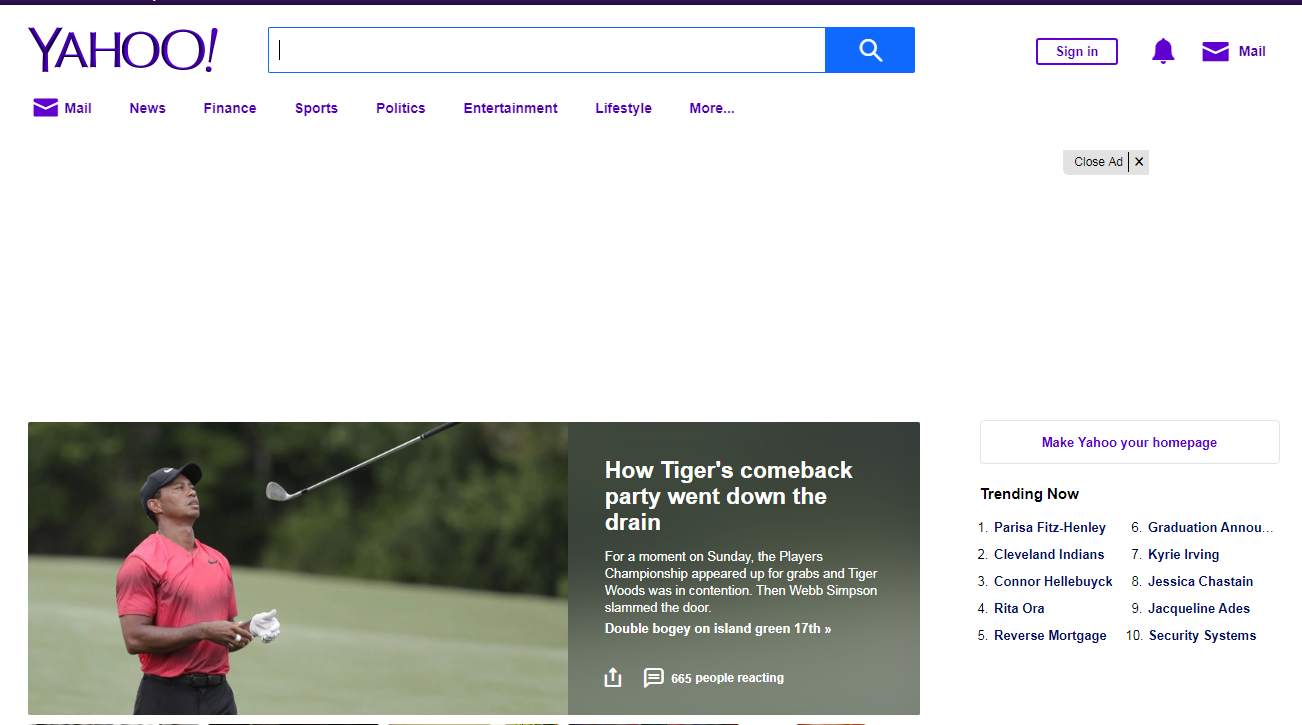 YAHOO!
Sign in
Mail
Mail News Finance Sports Politics Entertainment Lifestyle More...
Close Ad ✕
How Tiger's comeback
party went down the
drain
For a moment on Sunday, the Players
Championship appeared up for grabs and Tiger
Woods was in contention. Then Webb Simpson
slammed the door.
Double bogey on island green 17th »
665 people reacting
Make Yahoo your homepage
Trending Now
1. Parisa Fitz-Henley
2. Cleveland Indians
3. Connor Hellebuyck
4. Rita Ora
5. Reverse Mortgage
6. Graduation Annou...
7. Kyrie Irving
8. Jessica Chastain
9. Jacqueline Ades
10. Security Systems